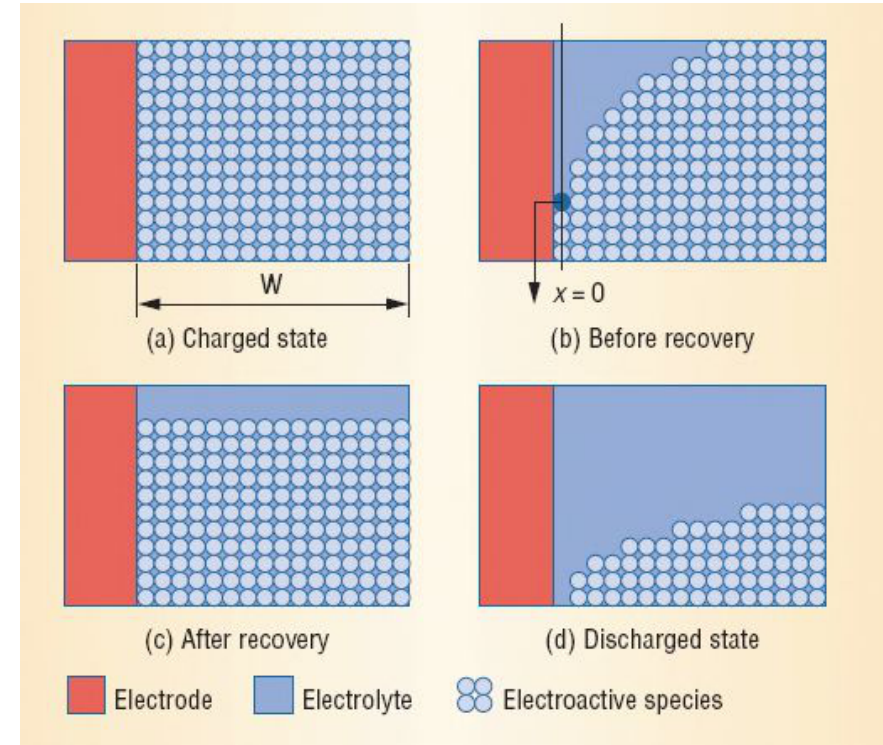 W
x = 0
(a) Charged state
(b) Before recovery
(c) After recovery
(d) Discharged state
Electrode
Electrolyte
Electroactive species